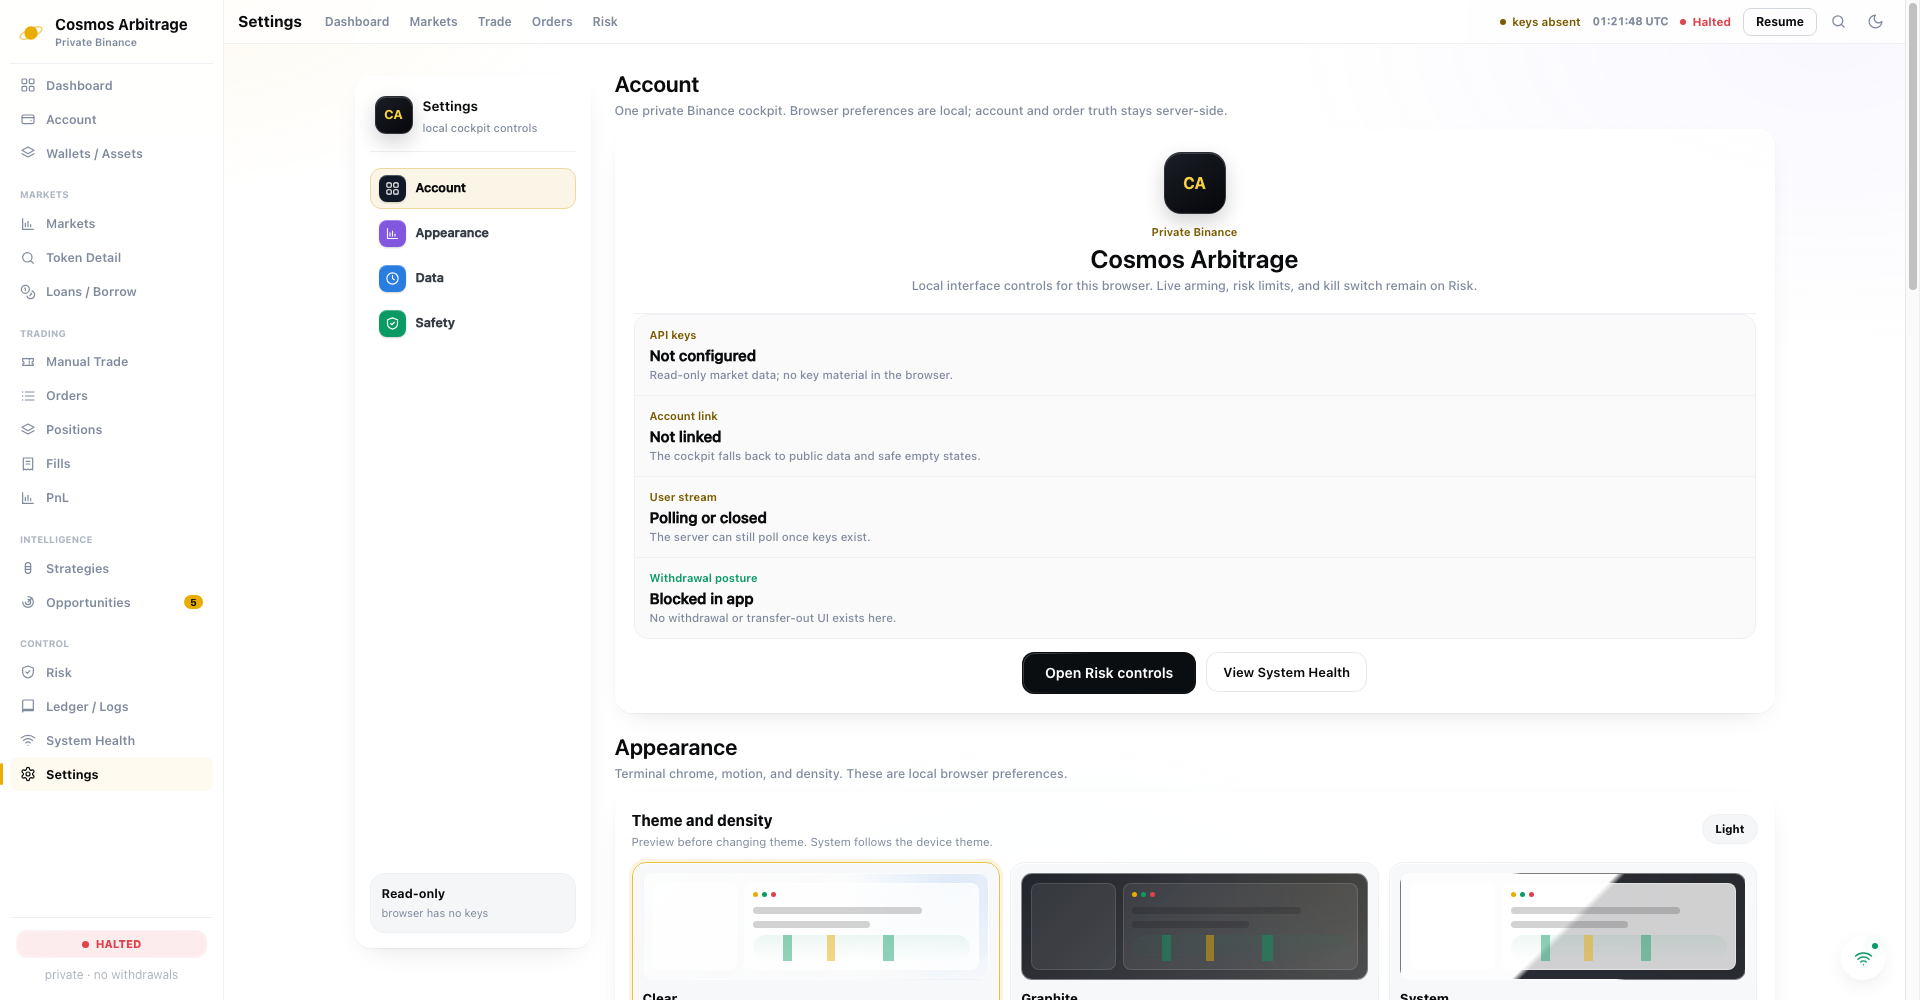 Cosmos Arbitrage
Private Binance
Dashboard
Account
Wallets / Assets
MARKETS
Markets
Token Detail
Loans / Borrow
TRADING
Manual Trade
Orders
Positions
Fills
PnL
INTELLIGENCE
Strategies
Opportunities 5
CONTROL
Risk
Ledger / Logs
System Health
Settings
HALTED
private · no withdrawals
Settings Dashboard Markets Trade Orders Risk
keys absent 01:21:48 UTC Halted Resume
CA
Settings
local cockpit controls
Account
Appearance
Data
Safety
Read-only
browser has no keys
Account
One private Binance cockpit. Browser preferences are local; account and order truth stays server-side.
CA
Private Binance
Cosmos Arbitrage
Local interface controls for this browser. Live arming, risk limits, and kill switch remain on Risk.
API keys
Not configured
Read-only market data; no key material in the browser.
Account link
Not linked
The cockpit falls back to public data and safe empty states.
User stream
Polling or closed
The server can still poll once keys exist.
Withdrawal posture
Blocked in app
No withdrawal or transfer-out UI exists here.
Open Risk controls View System Health
Appearance
Terminal chrome, motion, and density. These are local browser preferences.
Theme and density
Preview before changing theme. System follows the device theme.
Light
Clear Graphite System